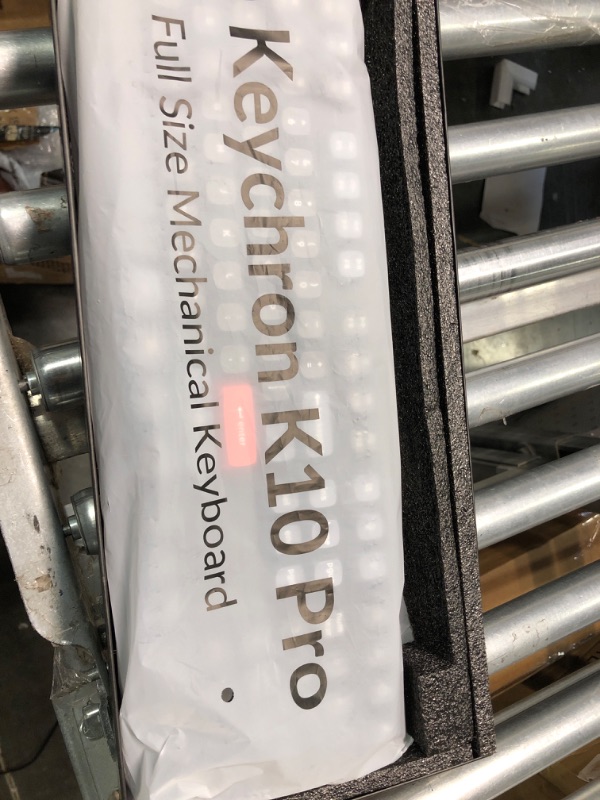 Keychron K10 Pro
Full Size Mechanical Keyboard